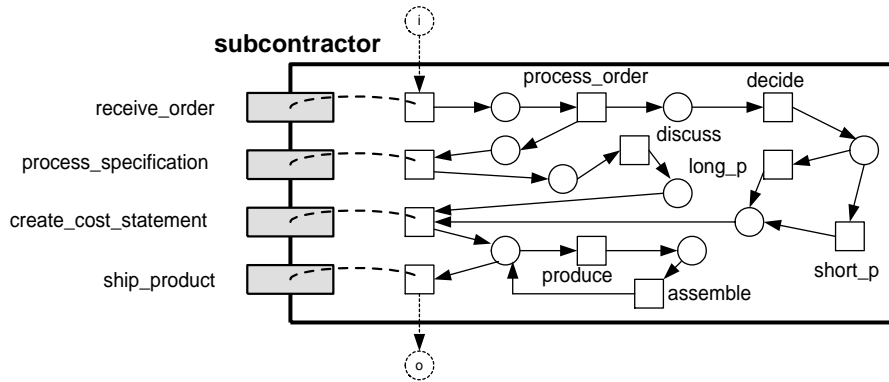 i
subcontractor
process_order
decide
receive_order
discuss
process_specification
long_p
create_cost_statement
ship_product
produce
short_p
assemble
o